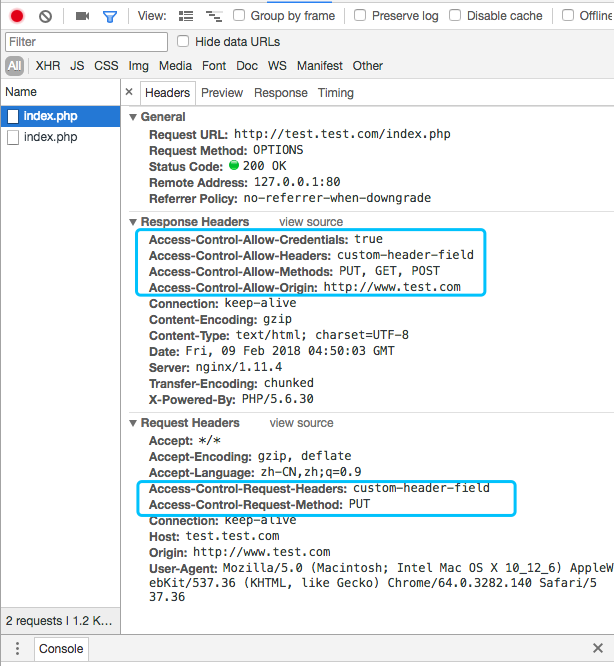 View: Group by frame Preserve log Disable cache Offline
Filter Hide data URLs
All XHR JS CSS Img Media Font Doc WS Manifest Other
Name
index.php
index.php
2 requests | 1.2 K...
× Headers Preview Response Timing
General
Request URL: http://test.test.com/index.php
Request Method: OPTIONS
Status Code: 200 OK
Remote Address: 127.0.0.1:80
Referrer Policy: no-referrer-when-downgrade
Response Headers view source
Access-Control-Allow-Credentials: true
Access-Control-Allow-Headers: custom-header-field
Access-Control-Allow-Methods: PUT, GET, POST
Access-Control-Allow-Origin: http://www.test.com
Connection: keep-alive
Content-Encoding: gzip
Content-Type: text/html; charset=UTF-8
Date: Fri, 09 Feb 2018 04:50:03 GMT
Server: nginx/1.11.4
Transfer-Encoding: chunked
X-Powered-By: PHP/5.6.30
Request Headers view source
Accept: */*
Accept-Encoding: gzip, deflate
Accept-Language: zh-CN,zh;q=0.9
Access-Control-Request-Headers: custom-header-field
Access-Control-Request-Method: PUT
Connection: keep-alive
Host: test.test.com
Origin: http://www.test.com
User-Agent: Mozilla/5.0 (Macintosh; Intel Mac OS X 10_12_6) AppleW
ebKit/537.36 (KHTML, like Gecko) Chrome/64.0.3282.140 Safari/5
37.36
Console ×